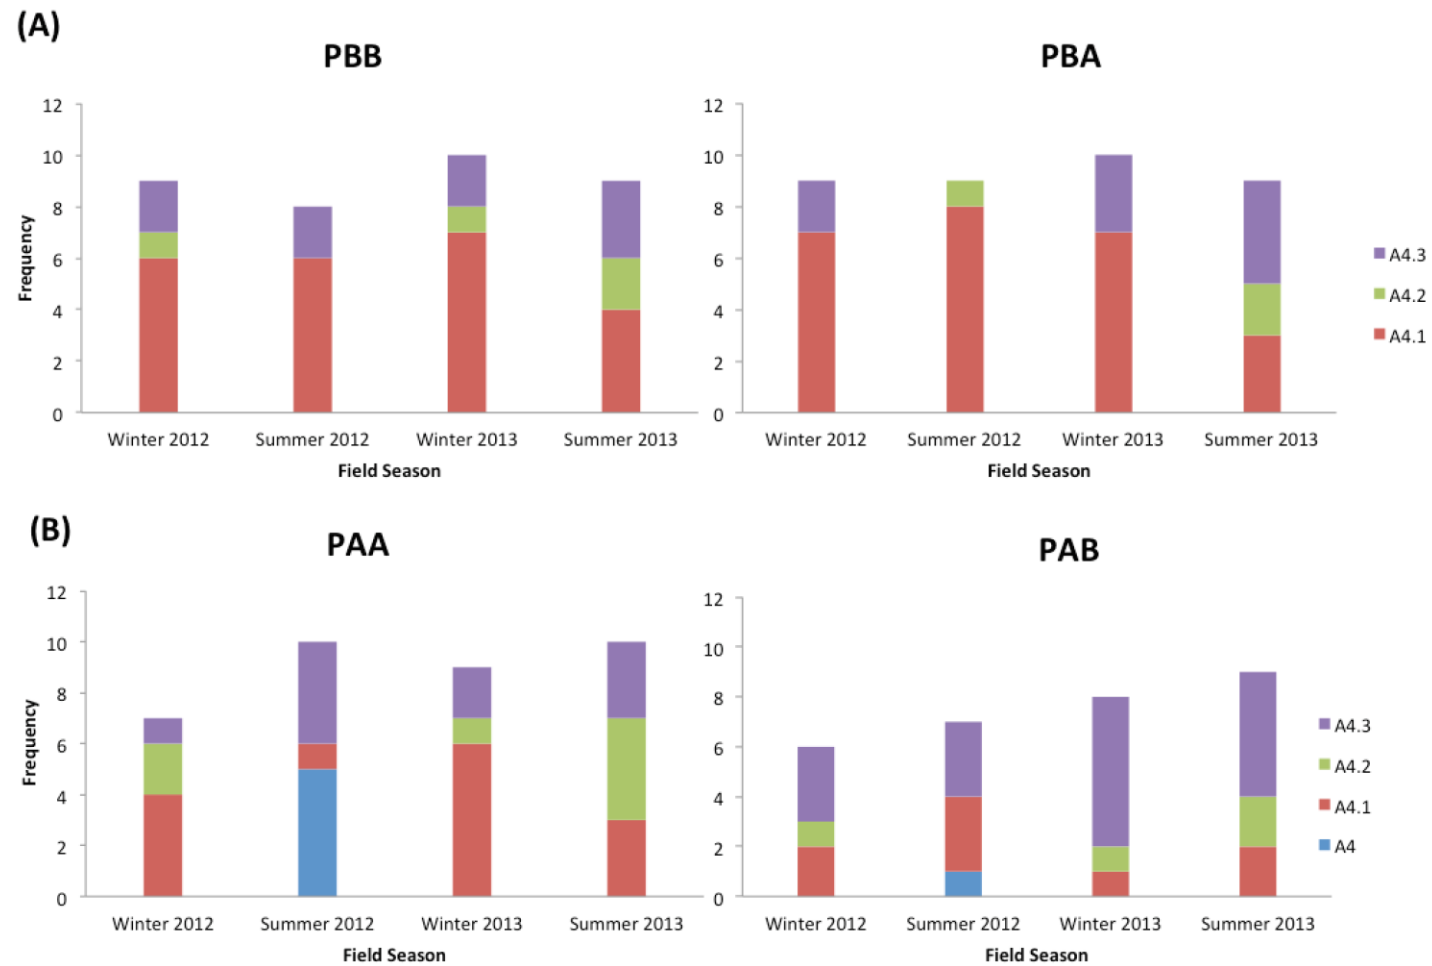 (A)
PBB
PBA
12
10
8
6
4
2
0
Frequency
Winter 2012
Summer 2012
Winter 2013
Summer 2013
Field Season
12
10
8
6
4
2
0
Winter 2012
Summer 2012
Winter 2013
Summer 2013
Field Season
A4.3
A4.2
A4.1
(B)
PAA
PAB
12
10
8
6
4
2
0
Frequency
Winter 2012
Summer 2012
Winter 2013
Summer 2013
Field Season
12
10
8
6
4
2
0
Winter 2012
Summer 2012
Winter 2013
Summer 2013
Field Season
A4.3
A4.2
A4.1
A4